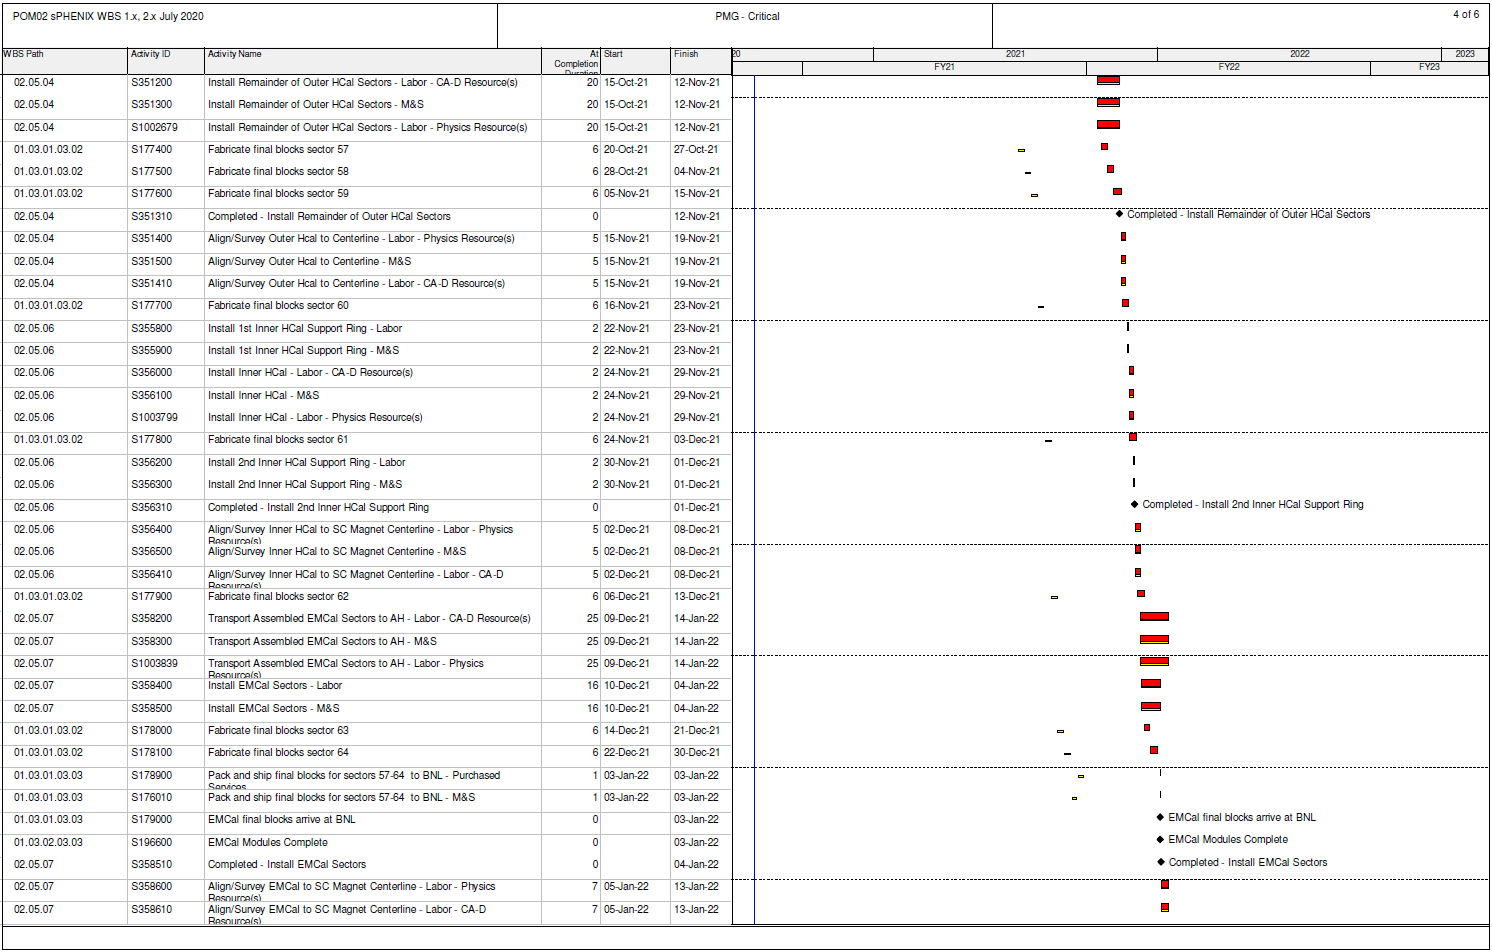 POM02 sPHENIX WBS 1.x, 2.x July 2020
PMG - Critical
4 of 6
WBS Path Activity ID Activity Name At Completion Duration Start Finish 20 2021 2022 2023
FY21 FY22 FY23
02.05.04 S351200 Install Remainder of Outer HCal Sectors - Labor - CA-D Resource(s) 20 15-Oct-21 12-Nov-21
02.05.04 S351300 Install Remainder of Outer HCal Sectors - M&S 20 15-Oct-21 12-Nov-21
02.05.04 S1002679 Install Remainder of Outer HCal Sectors - Labor - Physics Resource(s) 20 15-Oct-21 12-Nov-21
01.03.01.03.02 S177400 Fabricate final blocks sector 57 6 20-Oct-21 27-Oct-21
01.03.01.03.02 S177500 Fabricate final blocks sector 58 6 28-Oct-21 04-Nov-21
01.03.01.03.02 S177600 Fabricate final blocks sector 59 6 05-Nov-21 15-Nov-21
02.05.04 S351310 Completed - Install Remainder of Outer HCal Sectors 0 12-Nov-21 Completed - Install Remainder of Outer HCal Sectors
02.05.04 S351400 Align/Survey Outer Hcal to Centerline - Labor - Physics Resource(s) 5 15-Nov-21 19-Nov-21
02.05.04 S351500 Align/Survey Outer Hcal to Centerline - M&S 5 15-Nov-21 19-Nov-21
02.05.04 S351410 Align/Survey Outer Hcal to Centerline - Labor - CA-D Resource(s) 5 15-Nov-21 19-Nov-21
01.03.01.03.02 S177700 Fabricate final blocks sector 60 6 16-Nov-21 23-Nov-21
02.05.06 S355800 Install 1st Inner HCal Support Ring - Labor 2 22-Nov-21 23-Nov-21
02.05.06 S355900 Install 1st Inner HCal Support Ring - M&S 2 22-Nov-21 23-Nov-21
02.05.06 S356000 Install Inner HCal - Labor - CA-D Resource(s) 2 24-Nov-21 29-Nov-21
02.05.06 S356100 Install Inner HCal - M&S 2 24-Nov-21 29-Nov-21
02.05.06 S1003799 Install Inner HCal - Labor - Physics Resource(s) 2 24-Nov-21 29-Nov-21
01.03.01.03.02 S177800 Fabricate final blocks sector 61 6 24-Nov-21 03-Dec-21
02.05.06 S356200 Install 2nd Inner HCal Support Ring - Labor 2 30-Nov-21 01-Dec-21
02.05.06 S356300 Install 2nd Inner HCal Support Ring - M&S 2 30-Nov-21 01-Dec-21
02.05.06 S356310 Completed - Install 2nd Inner HCal Support Ring 0 01-Dec-21 Completed - Install 2nd Inner HCal Support Ring
02.05.06 S356400 Align/Survey Inner HCal to SC Magnet Centerline - Labor - Physics Resource(s) 5 02-Dec-21 08-Dec-21
02.05.06 S356500 Align/Survey Inner HCal to SC Magnet Centerline - M&S 5 02-Dec-21 08-Dec-21
02.05.06 S356410 Align/Survey Inner HCal to SC Magnet Centerline - Labor - CA-D Resource(s) 5 02-Dec-21 08-Dec-21
01.03.01.03.02 S177900 Fabricate final blocks sector 62 6 06-Dec-21 13-Dec-21
02.05.07 S358200 Transport Assembled EMCal Sectors to AH - Labor - CA-D Resource(s) 25 09-Dec-21 14-Jan-22
02.05.07 S358300 Transport Assembled EMCal Sectors to AH - M&S 25 09-Dec-21 14-Jan-22
02.05.07 S1003839 Transport Assembled EMCal Sectors to AH - Labor - Physics Resource(s) 25 09-Dec-21 14-Jan-22
02.05.07 S358400 Install EMCal Sectors - Labor 16 10-Dec-21 04-Jan-22
02.05.07 S358500 Install EMCal Sectors - M&S 16 10-Dec-21 04-Jan-22
01.03.01.03.02 S178000 Fabricate final blocks sector 63 6 14-Dec-21 21-Dec-21
01.03.01.03.02 S178100 Fabricate final blocks sector 64 6 22-Dec-21 30-Dec-21
01.03.01.03.03 S178900 Pack and ship final blocks for sectors 57-64 to BNL - Purchased Services 1 03-Jan-22 03-Jan-22
01.03.01.03.03 S176010 Pack and ship final blocks for sectors 57-64 to BNL - M&S 1 03-Jan-22 03-Jan-22
01.03.01.03.03 S179000 EMCal final blocks arrive at BNL 0 03-Jan-22 EMCal final blocks arrive at BNL
01.03.02.03.03 S196600 EMCal Modules Complete 0 03-Jan-22 EMCal Modules Complete
02.05.07 S358510 Completed - Install EMCal Sectors 0 04-Jan-22 Completed - Install EMCal Sectors
02.05.07 S358600 Align/Survey EMCal to SC Magnet Centerline - Labor - Physics Resource(s) 7 05-Jan-22 13-Jan-22
02.05.07 S358610 Align/Survey EMCal to SC Magnet Centerline - Labor - CA-D Resource(s) 7 05-Jan-22 13-Jan-22